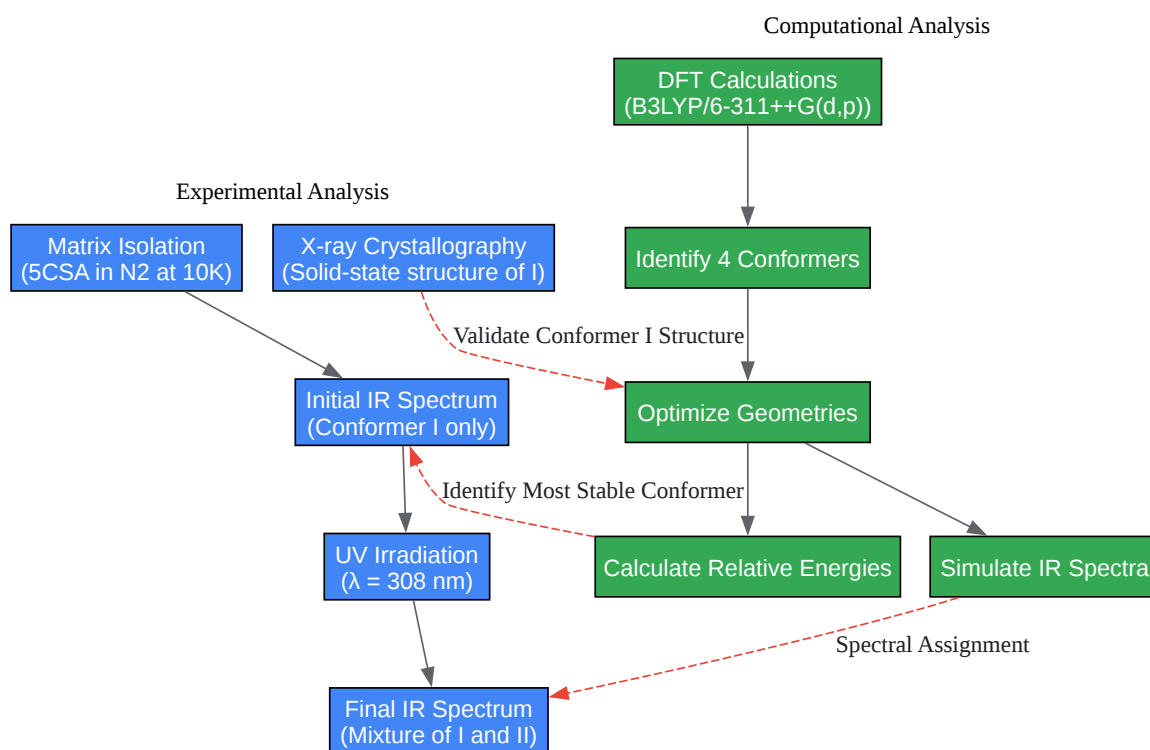 Computational Analysis
DFT Calculations
(B3LYP/6-311++G(d,p))
Experimental Analysis
Matrix Isolation
(5CSA in N2 at 10K)
X-ray Crystallography
(Solid-state structure of I)
Identify 4 Conformers
Validate Conformer I Structure
Initial IR Spectrum
(Conformer I only)
Optimize Geometries
Identify Most Stable Conformer
UV Irradiation
(λ = 308 nm)
Calculate Relative Energies
Simulate IR Spectra
Spectral Assignment
Final IR Spectrum
(Mixture of I and II)